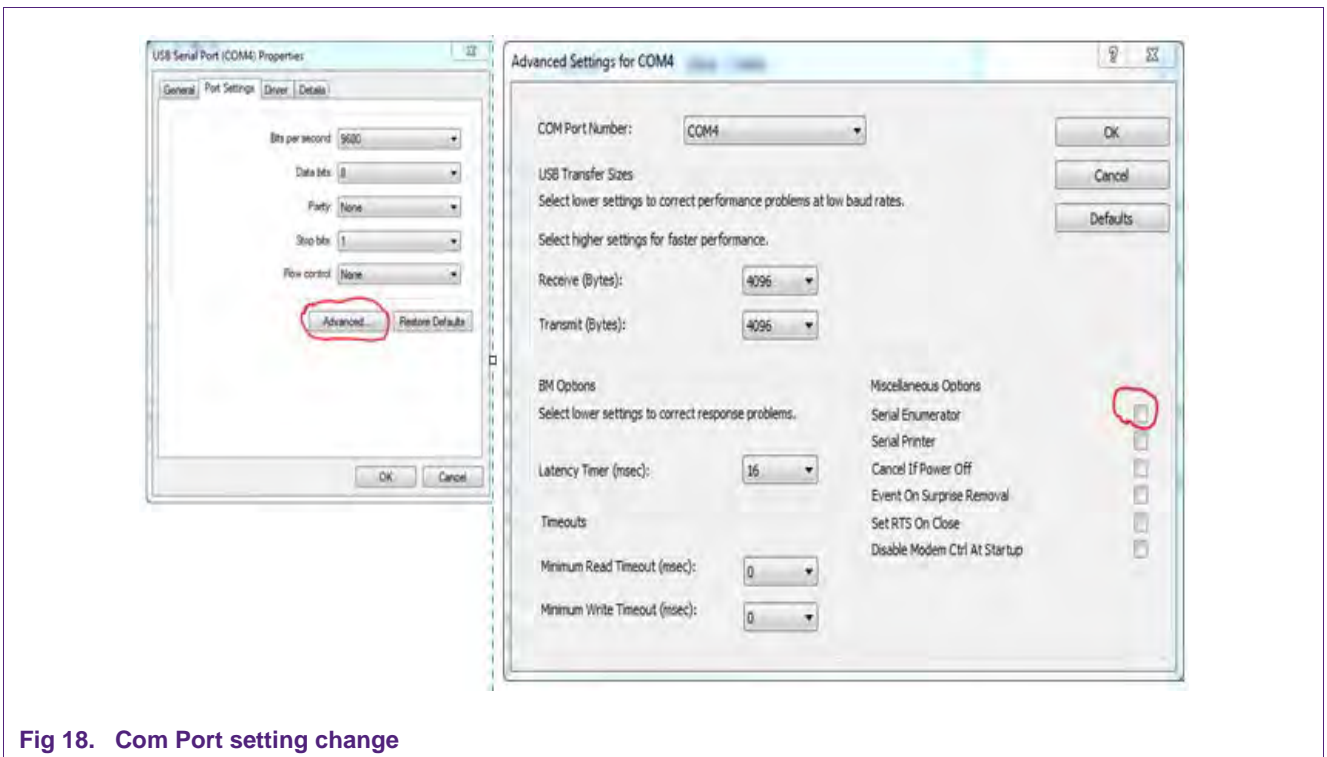 USB Serial Port (COM4) Properties
General Port Settings Driver Details
Bits per second: 9600
Data bits: 8
Parity: None
Stop bits: 1
Flow control: None
Advanced... Restore Defaults
OK Cancel
Advanced Settings for COM4
COM Port Number: COM4
OK
USB Transfer Sizes
Cancel
Select lower settings to correct performance problems at low baud rates.
Defaults
Select higher settings for faster performance.
Receive (Bytes): 4096
Transmit (Bytes): 4096
BM Options
Miscellaneous Options
Select lower settings to correct response problems.
Serial Enumerator
Serial Printer
Latency Timer (msec): 16
Cancel If Power Off
Event On Surprise Removal
Timeouts
Set RTS On Close
Disable Modem Ctrl At Startup
Minimum Read Timeout (msec): 0
Minimum Write Timeout (msec): 0
Fig 18. Com Port setting change